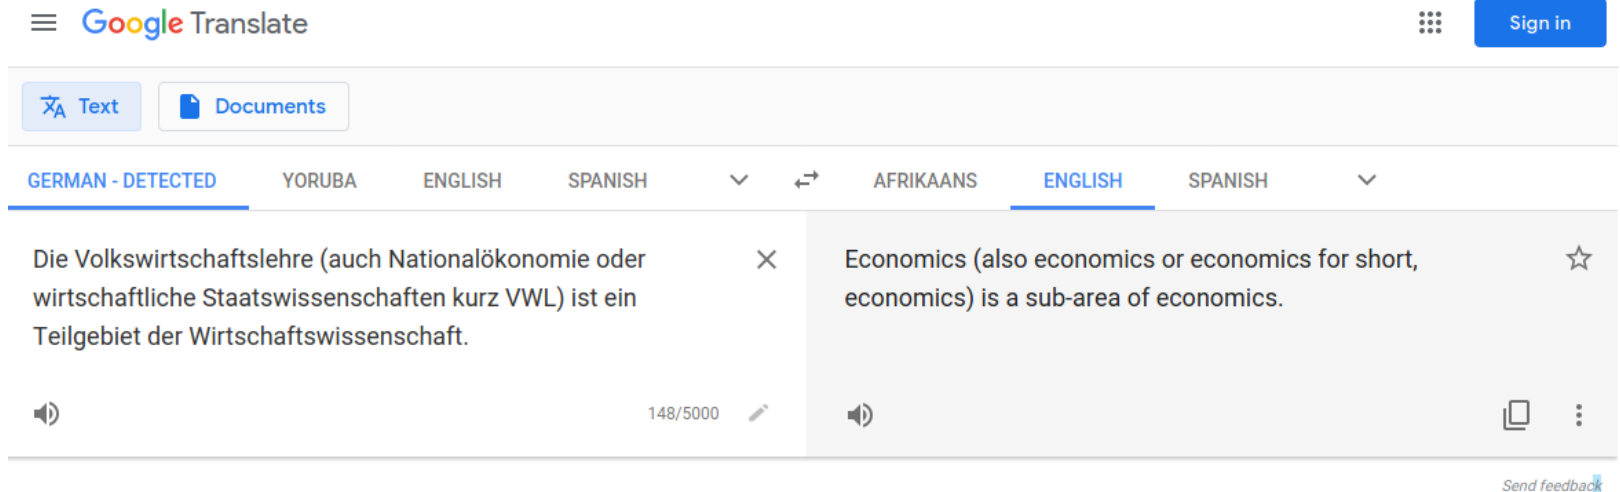 Google Translate
Sign in
Text
Documents
GERMAN - DETECTED YORUBA ENGLISH SPANISH AFRIKAANS ENGLISH SPANISH
Die Volkswirtschaftslehre (auch Nationalökonomie oder
wirtschaftliche Staatswissenschaften kurz VWL) ist ein
Teilgebiet der Wirtschaftswissenschaft.
148/5000
Economics (also economics or economics for short,
economics) is a sub-area of economics.
Send feedback